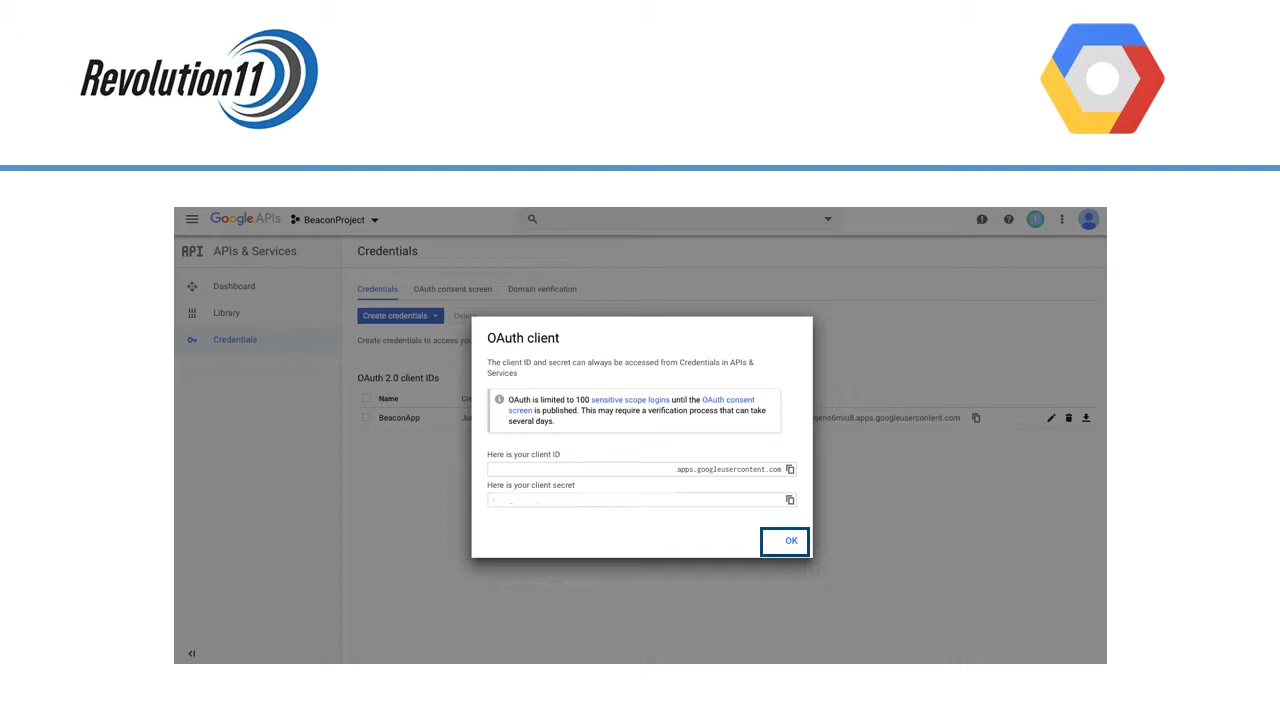 Revolution11
Google APIs BeaconProject
API APIs & Services
Credentials
Dashboard
Library
Credentials
Credentials OAuth consent screen Domain verification
Create credentials Delete
Create credentials to access
OAuth 2.0 client IDs
Name
BeaconApp
qeno6miu8.apps.googleusercontent.com
OAuth client
The client ID and secret can always be accessed from Credentials in APIs &
Services
OAuth is limited to 100 sensitive scope logins until the OAuth consent
screen is published. This may require a verification process that can take
several days.
Here is your client ID
.apps.googleusercontent.com
Here is your client secret
OK